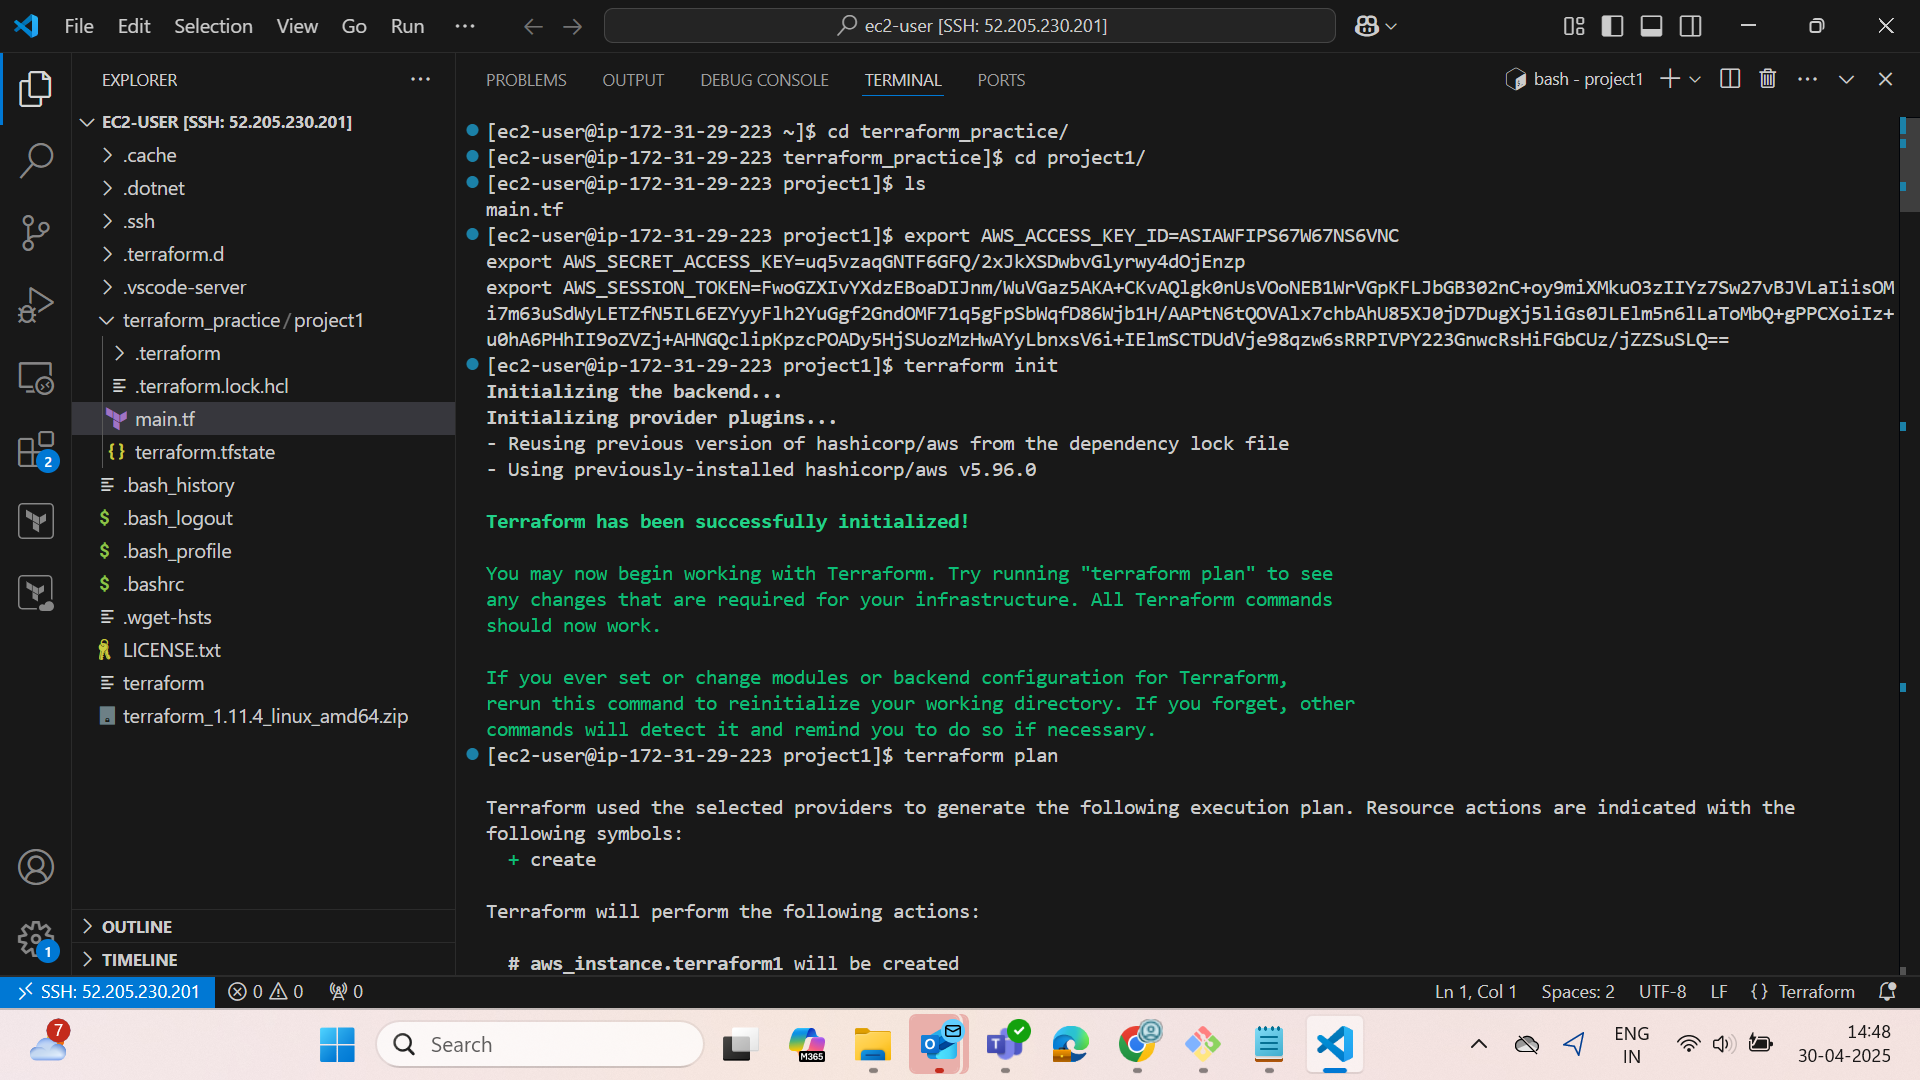 File Edit Selection View Go Run ···
ec2-user [SSH: 52.205.230.201]
EXPLORER
EC2-USER [SSH: 52.205.230.201]
.cache
.dotnet
.ssh
.terraform.d
.vscode-server
terraform_practice / project1
.terraform
.terraform.lock.hcl
main.tf
{} terraform.tfstate
.bash_history
$ .bash_logout
$ .bash_profile
$ .bashrc
.wget-hsts
LICENSE.txt
terraform
terraform_1.11.4_linux_amd64.zip
OUTLINE
TIMELINE
2
1
PROBLEMS OUTPUT DEBUG CONSOLE TERMINAL PORTS
bash - project1
[ec2-user@ip-172-31-29-223 ~]$ cd terraform_practice/
[ec2-user@ip-172-31-29-223 terraform_practice]$ cd project1/
[ec2-user@ip-172-31-29-223 project1]$ ls
main.tf
[ec2-user@ip-172-31-29-223 project1]$ export AWS_ACCESS_KEY_ID=ASIAWFIPS67W67NS6VNC
export AWS_SECRET_ACCESS_KEY=uq5vzaqGNTF6GFQ/2xJkXSDwbvGlyrwy4dOjEnzp
export AWS_SESSION_TOKEN=FwoGZXIvYXdzEBoaDIJnm/WuVGaz5AKA+CKvAQlgk0nUsVOoNEB1WrVGpKFLJbGB302nC+oy9miXMkuO3zIIYz7Sw27vBJVLaIiisOM
i7m63uSdWyLETZfN5IL6EZYyyFlh2YuGgf2GndOMF71q5gFpSbWqfD86Wjb1H/AAPtN6tQOVAlx7chbAhU85XJ0jD7DugXj5liGs0JLElm5n6lLaToMbQ+gPPCXoiIz+
u0hA6PHhII9oZVZj+AHNGQclipKpzcPOADy5HjSUozMzHwAYyLbnxsV6i+IElmSCTDUdVje98qzw6sRRPIVPY223GnwcRsHiFGbCUz/jZZSuSLQ==
[ec2-user@ip-172-31-29-223 project1]$ terraform init
Initializing the backend...
Initializing provider plugins...
- Reusing previous version of hashicorp/aws from the dependency lock file
- Using previously-installed hashicorp/aws v5.96.0
Terraform has been successfully initialized!
You may now begin working with Terraform. Try running "terraform plan" to see
any changes that are required for your infrastructure. All Terraform commands
should now work.
If you ever set or change modules or backend configuration for Terraform,
rerun this command to reinitialize your working directory. If you forget, other
commands will detect it and remind you to do so if necessary.
[ec2-user@ip-172-31-29-223 project1]$ terraform plan
Terraform used the selected providers to generate the following execution plan. Resource actions are indicated with the
following symbols:
+ create
Terraform will perform the following actions:
# aws_instance.terraform1 will be created
SSH: 52.205.230.201 0 0 0 Ln 1, Col 1 Spaces: 2 UTF-8 LF {} Terraform
7
Search
M365
ENG
IN
14:48
30-04-2025